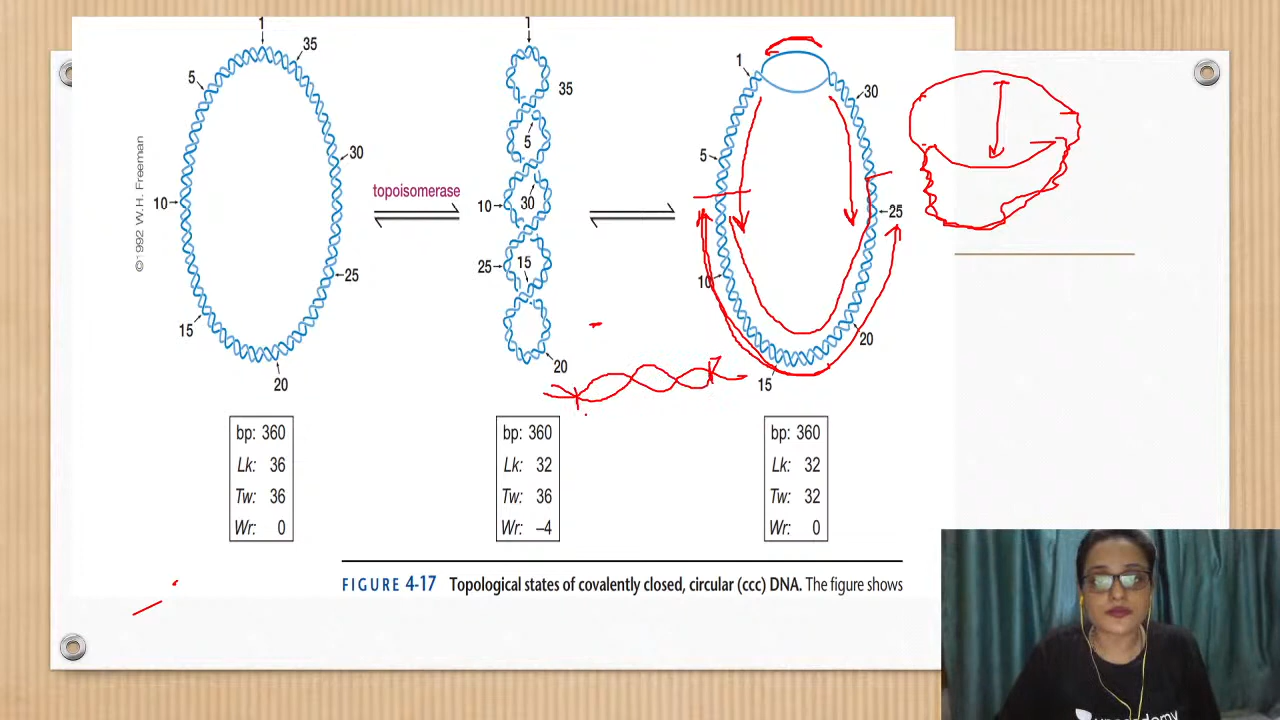 ©1992 W.H. Freeman
1
35
5
30
10
25
15
20
bp: 360
Lk: 36
Tw: 36
Wr: 0
topoisomerase
1
35
5
10
30
15
25
20
bp: 360
Lk: 32
Tw: 36
Wr: –4
1
30
5
25
10
20
15
bp: 360
Lk: 32
Tw: 32
Wr: 0
FIGURE 4-17 Topological states of covalently closed, circular (ccc) DNA. The figure shows